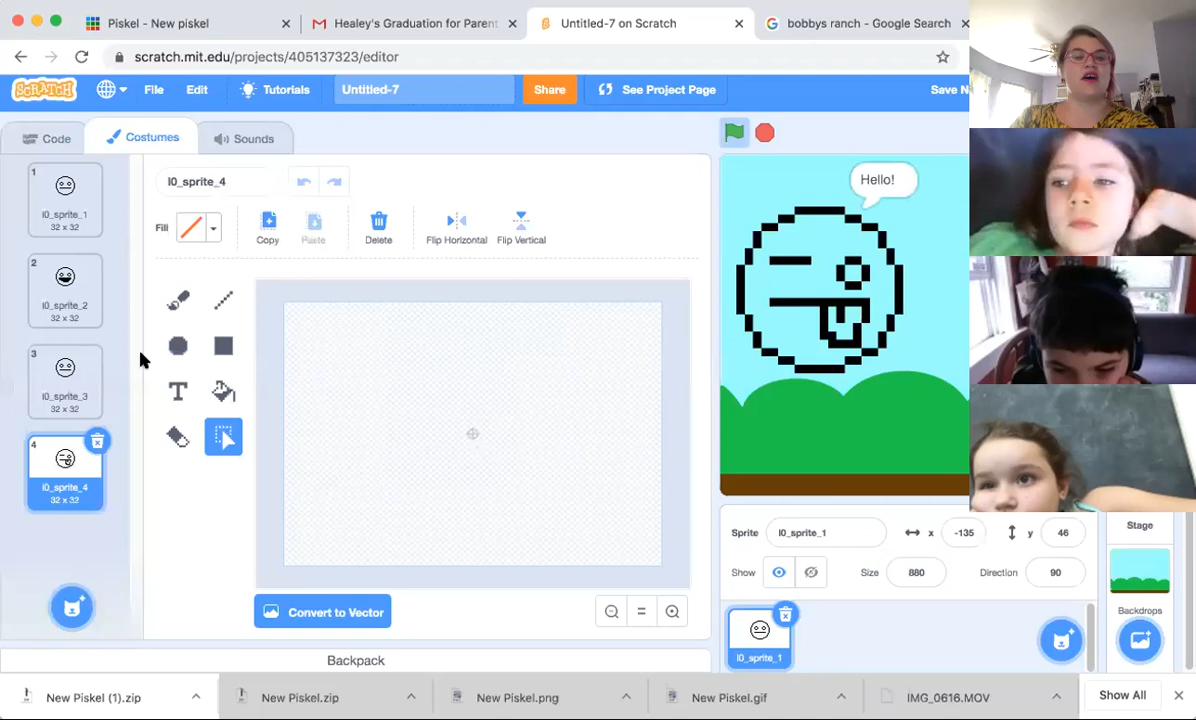 Piskel - New piskel
Healey's Graduation for Parent
Untitled-7 on Scratch
bobbys ranch - Google Search
scratch.mit.edu/projects/405137323/editor
SCRATCH
File
Edit
Tutorials
Untitled-7
Share
See Project Page
Save N
Code
Costumes
Sounds
1
l0_sprite_1
32 x 32
2
l0_sprite_2
32 x 32
3
l0_sprite_3
32 x 32
4
l0_sprite_4
32 x 32
l0_sprite_4
Fill
Copy
Paste
Delete
Flip Horizontal
Flip Vertical
T
Convert to Vector
Hello!
Sprite
l0_sprite_1
x
-135
y
46
Show
Size
880
Direction
90
l0_sprite_1
Stage
Backdrops
Backpack
New Piskel (1).zip
New Piskel.zip
New Piskel.png
New Piskel.gif
IMG_0616.MOV
Show All